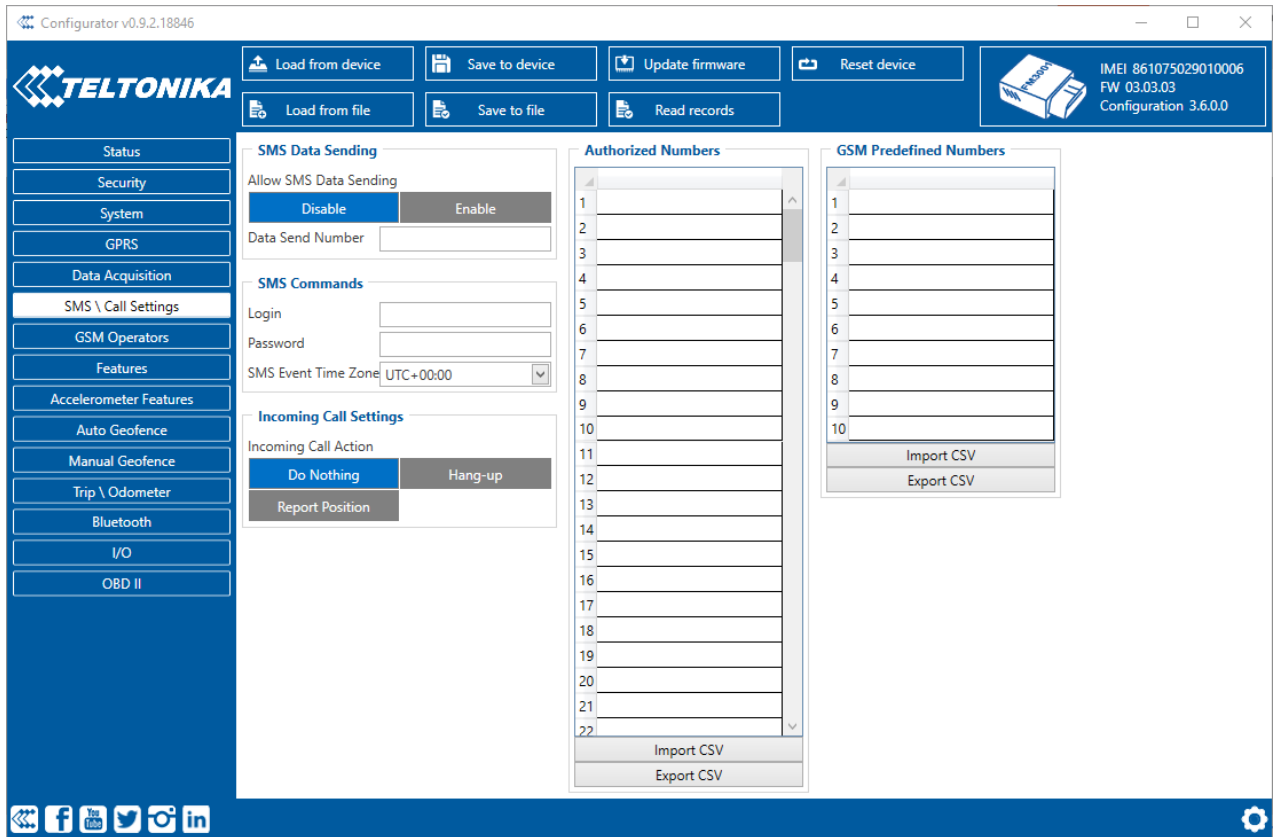 Configurator v0.9.2.18846
TELTONIKA
Load from device
Save to device
Update firmware
Reset device
Load from file
Save to file
Read records
FM3001
IMEI 861075029010006
FW 03.03.03
Configuration 3.6.0.0
Status
Security
System
GPRS
Data Acquisition
SMS \ Call Settings
GSM Operators
Features
Accelerometer Features
Auto Geofence
Manual Geofence
Trip \ Odometer
Bluetooth
I/O
OBD II
SMS Data Sending
Allow SMS Data Sending
Disable
Enable
Data Send Number
SMS Commands
Login
Password
SMS Event Time Zone UTC+00:00
Incoming Call Settings
Incoming Call Action
Do Nothing
Hang-up
Report Position
Authorized Numbers
1
2
3
4
5
6
7
8
9
10
11
12
13
14
15
16
17
18
19
20
21
22
Import CSV
Export CSV
GSM Predefined Numbers
1
2
3
4
5
6
7
8
9
10
Import CSV
Export CSV
f
You
Tube
in